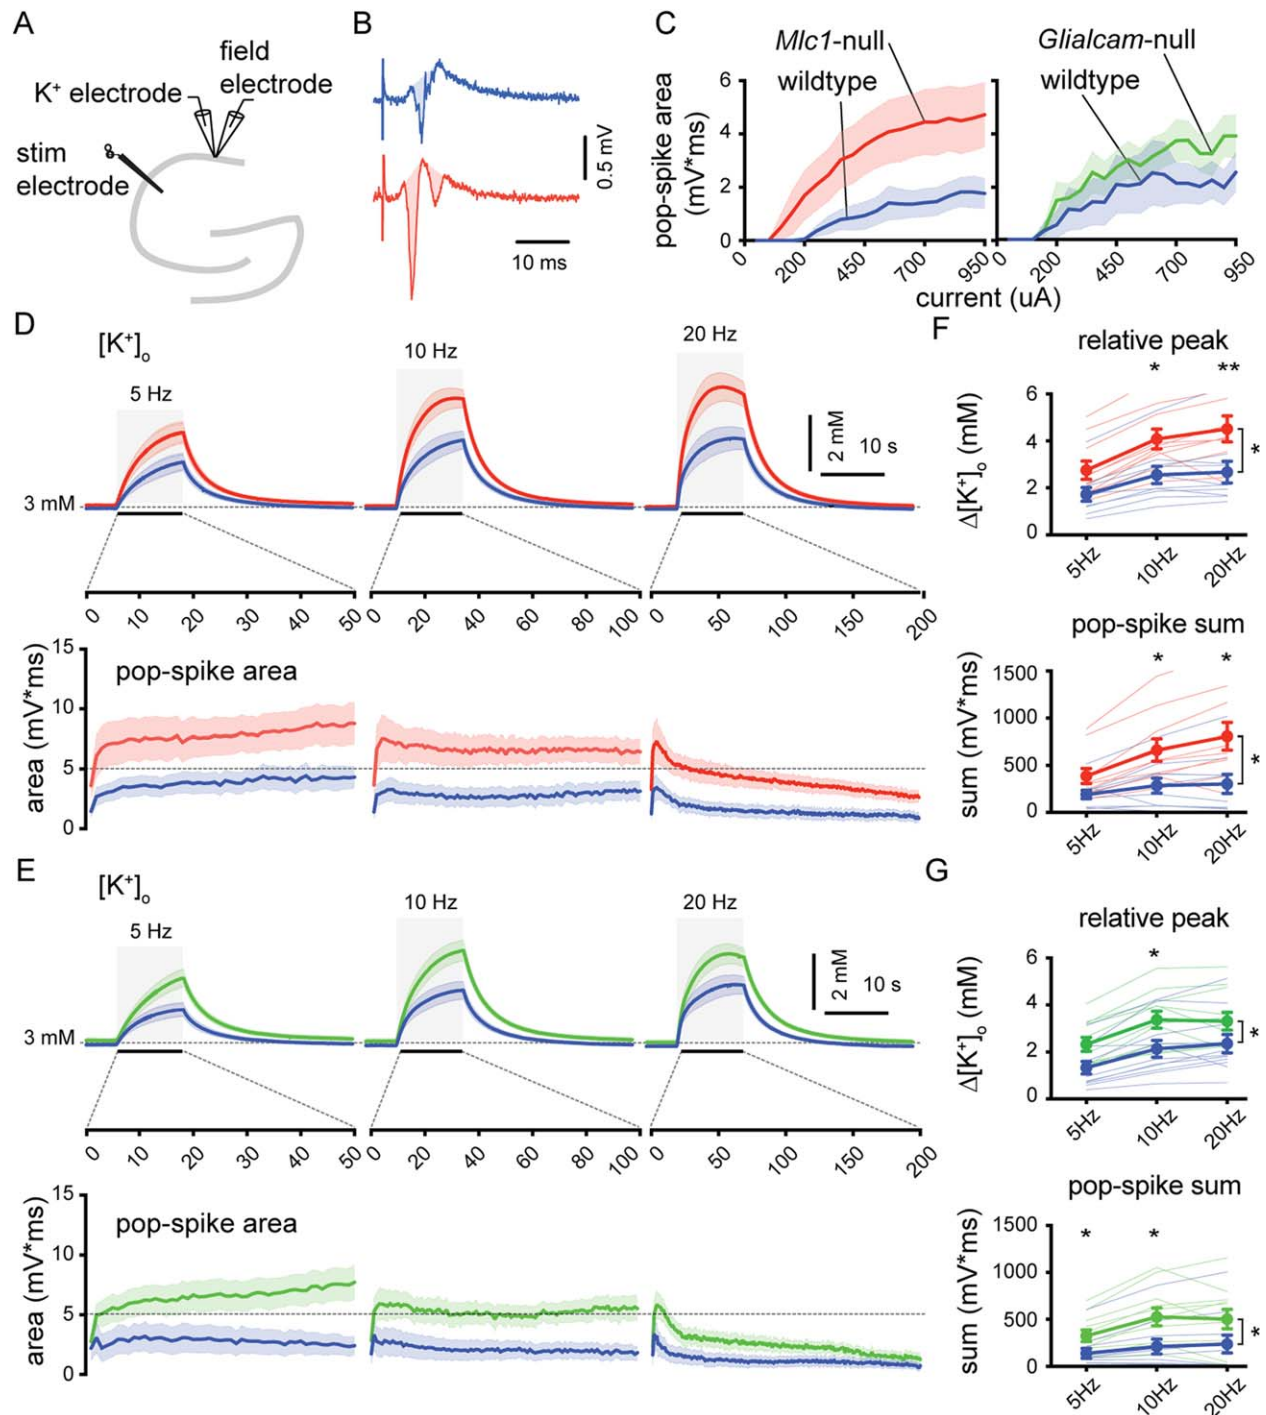 A
field
electrode
K⁺ electrode
stim
electrode
B
0.5 mV
10 ms
C
Mlc1-null
wildtype
Glialcam-null
wildtype
pop-spike area
(mV*ms)
6
4
2
0
0 200 450 700 950
0 200 450 700 950
current (uA)
D
[K⁺]ₒ
5 Hz
10 Hz
20 Hz
2 mM
10 s
3 mM
0 10 20 30 40 50
0 20 40 60 80 100
0 50 100 150 200
pop-spike area
area (mV*ms)
15
10
5
0
F
relative peak
* **
Δ[K⁺]ₒ (mM)
6
4
2
0
*
5Hz 10Hz 20Hz
pop-spike sum
* *
sum (mV*ms)
1500
1000
500
0
*
5Hz 10Hz 20Hz
E
[K⁺]ₒ
5 Hz
10 Hz
20 Hz
2 mM
10 s
3 mM
0 10 20 30 40 50
0 20 40 60 80 100
0 50 100 150 200
pop-spike area
area (mV*ms)
15
10
5
0
G
relative peak
*
Δ[K⁺]ₒ (mM)
6
4
2
0
*
5Hz 10Hz 20Hz
pop-spike sum
* *
sum (mV*ms)
1500
1000
500
0
*
5Hz 10Hz 20Hz